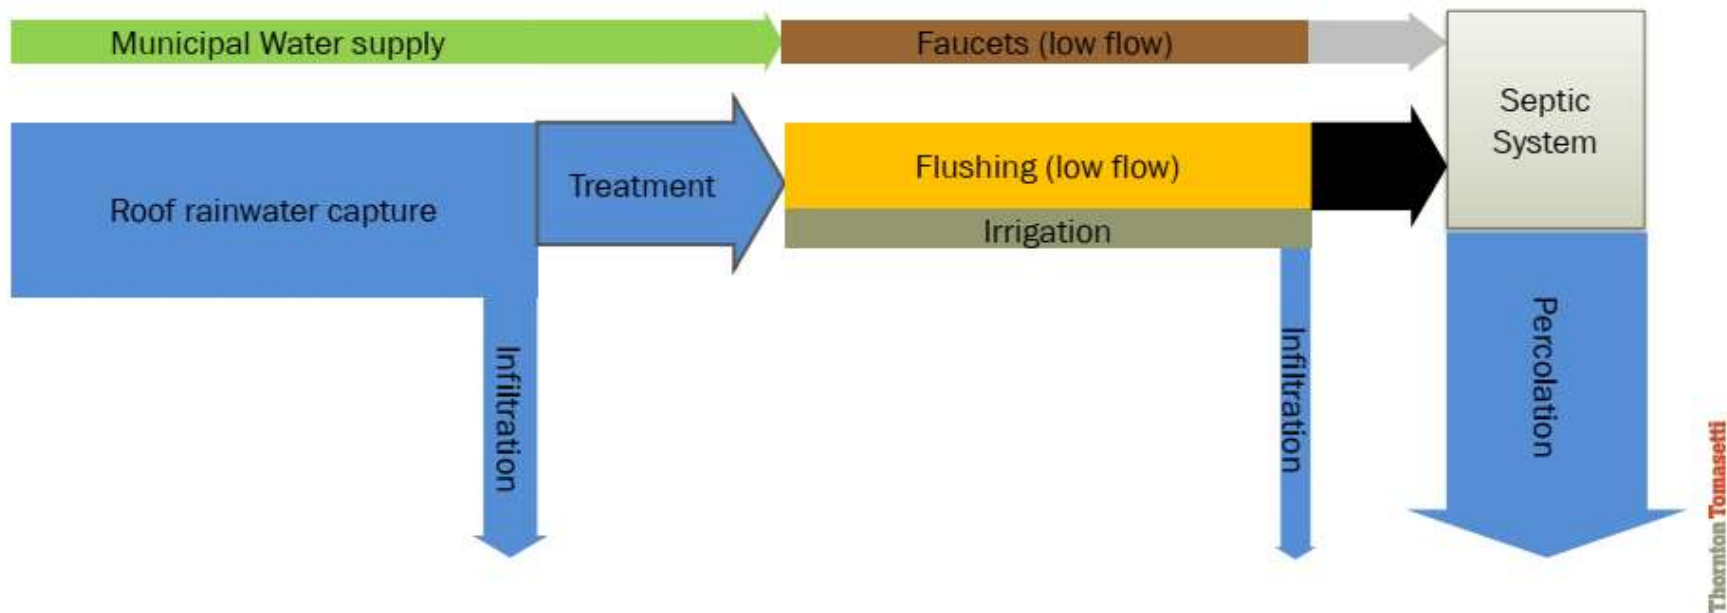 Municipal Water supply
Faucets (low flow)
Septic
System
Roof rainwater capture
Treatment
Flushing (low flow)
Irrigation
Infiltration
Infiltration
Percolation
Thornton Tomasetti